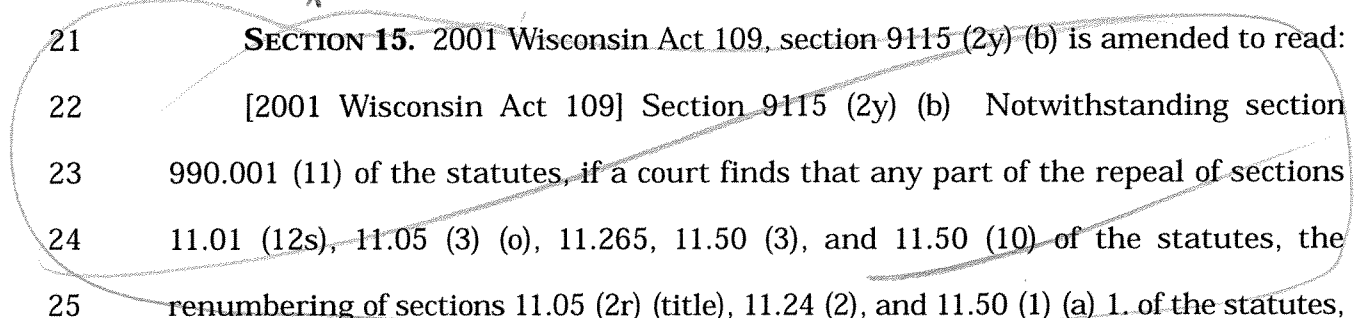 21 SECTION 15. 2001 Wisconsin Act 109, section 9115 (2y) (b) is amended to read:
22 [2001 Wisconsin Act 109] Section 9115 (2y) (b) Notwithstanding section
23 990.001 (11) of the statutes, if a court finds that any part of the repeal of sections
24 11.01 (12s), 11.05 (3) (o), 11.265, 11.50 (3), and 11.50 (10) of the statutes, the
25 renumbering of sections 11.05 (2r) (title), 11.24 (2), and 11.50 (1) (a) 1. of the statutes,